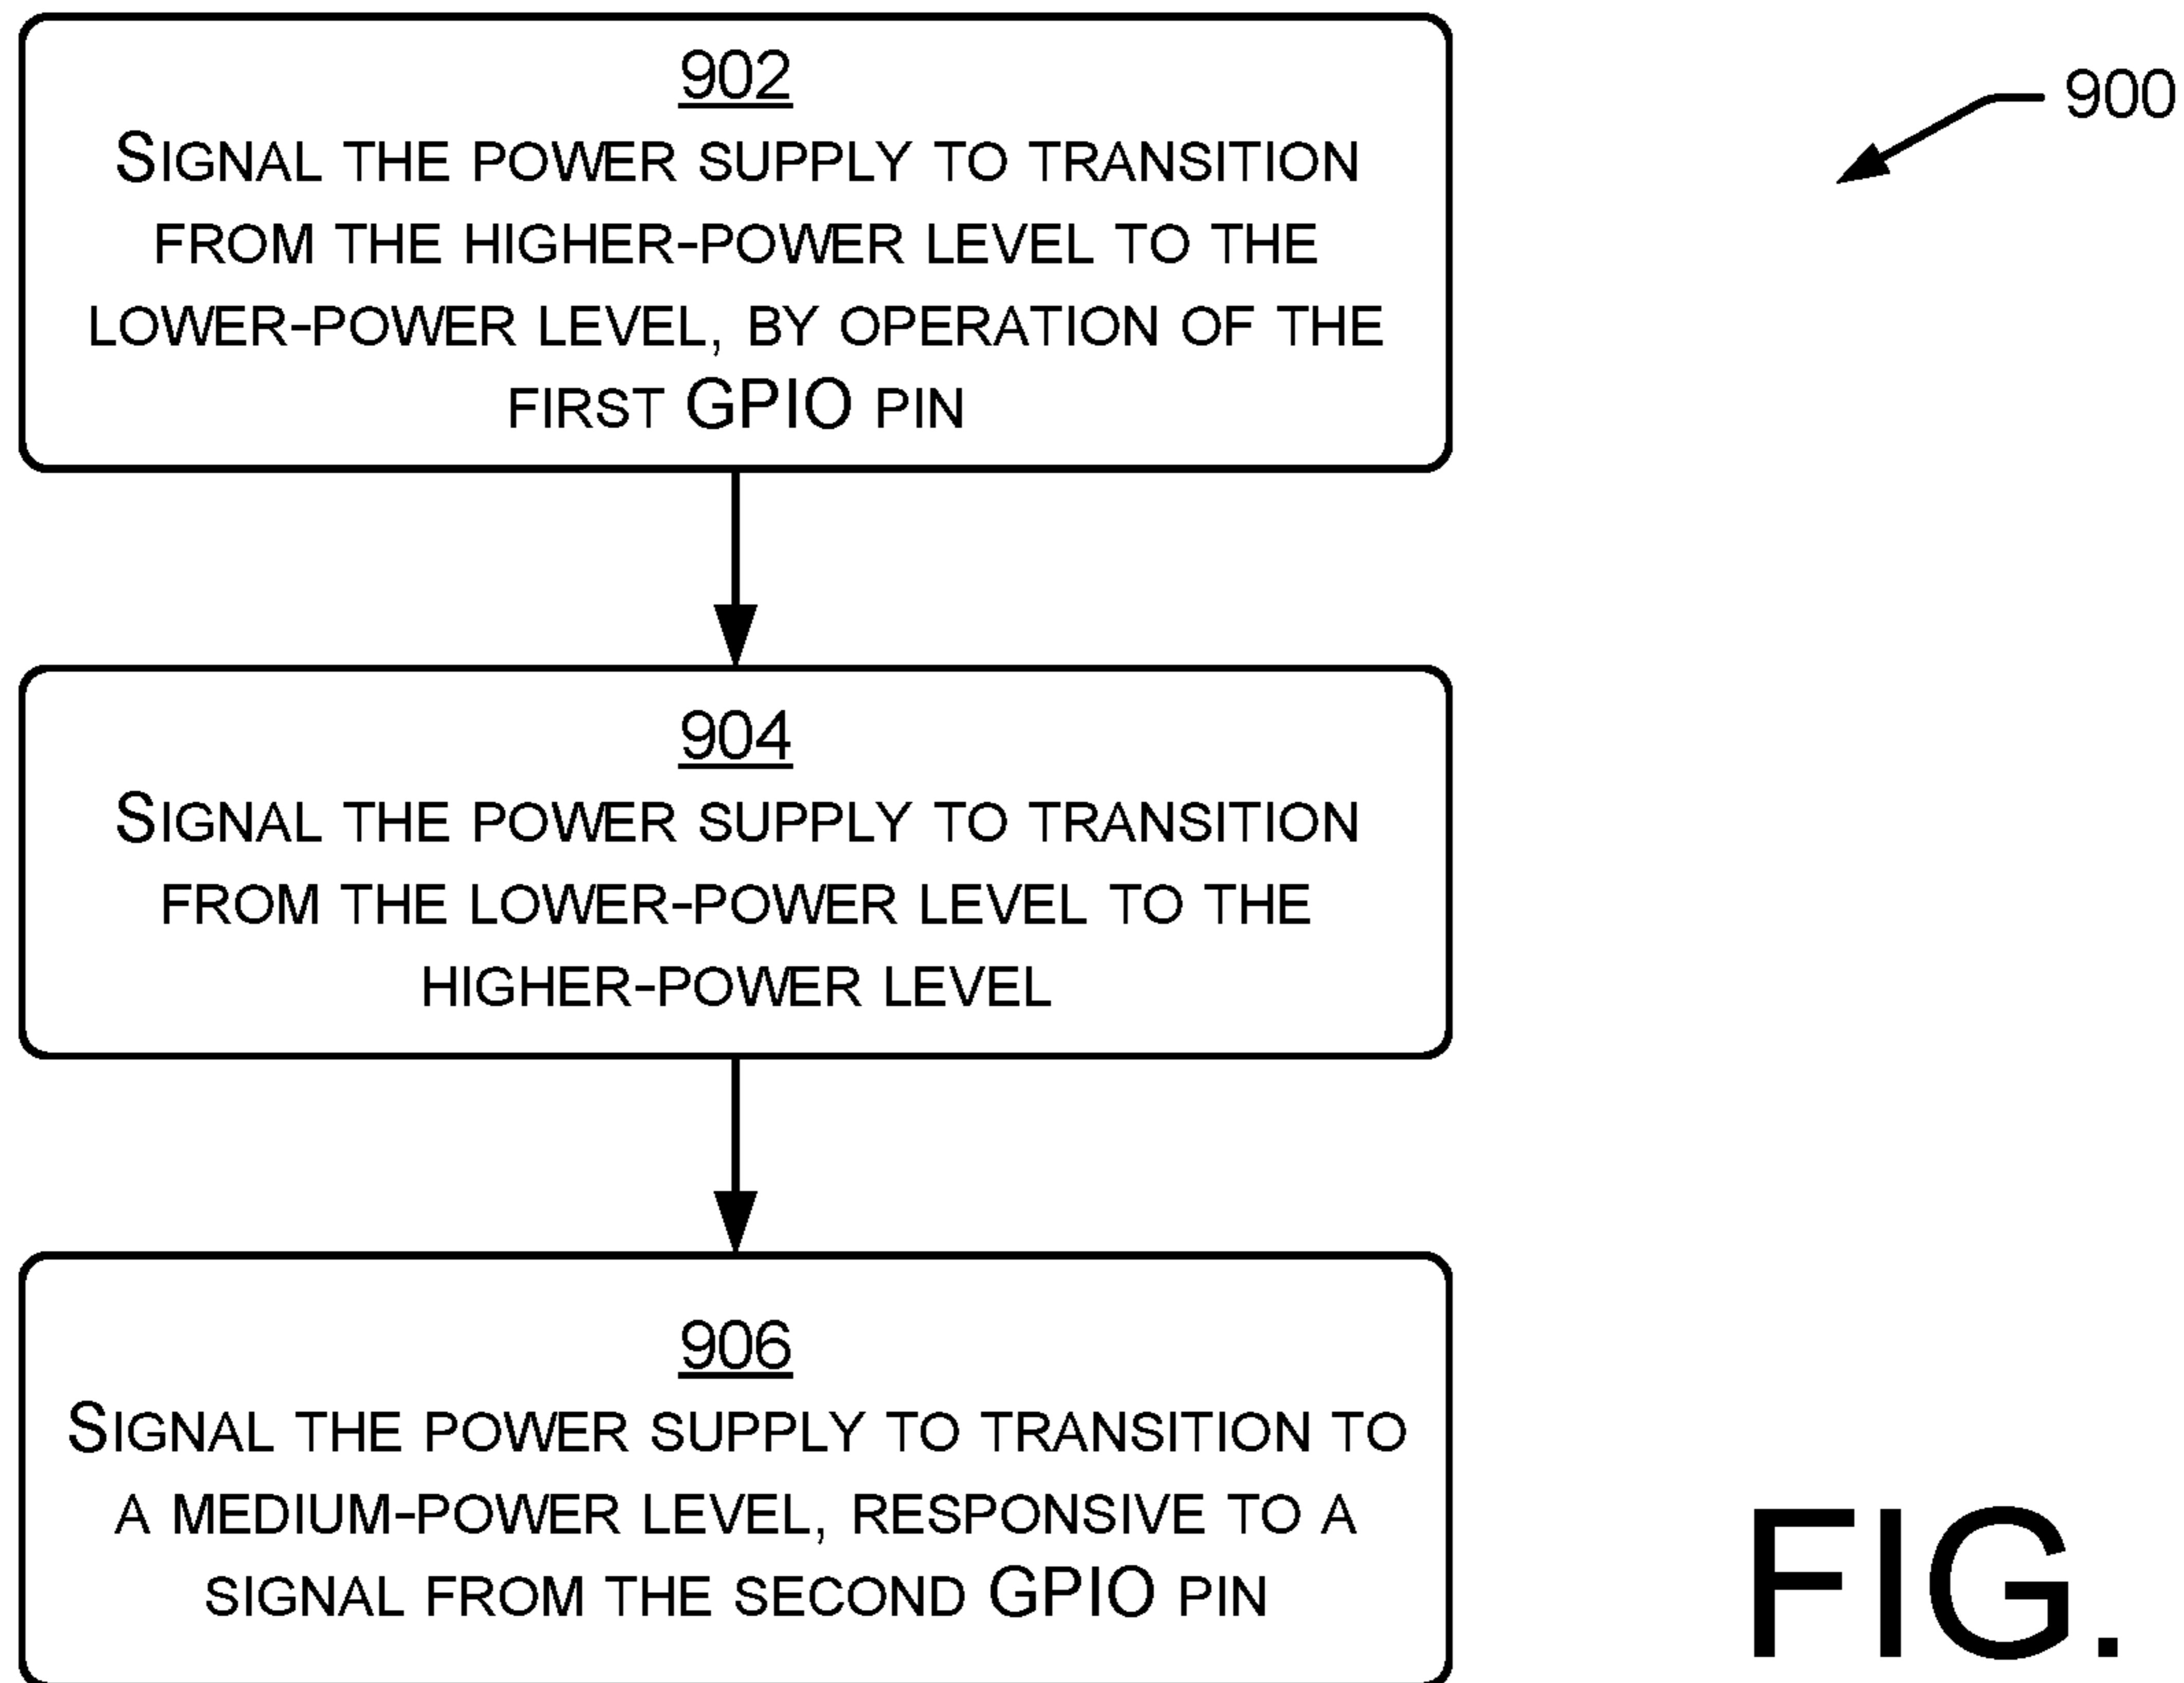 902
SIGNAL THE POWER SUPPLY TO TRANSITION
FROM THE HIGHER-POWER LEVEL TO THE
LOWER-POWER LEVEL, BY OPERATION OF THE
FIRST GPIO PIN
900
904
SIGNAL THE POWER SUPPLY TO TRANSITION
FROM THE LOWER-POWER LEVEL TO THE
HIGHER-POWER LEVEL
906
SIGNAL THE POWER SUPPLY TO TRANSITION TO
A MEDIUM-POWER LEVEL, RESPONSIVE TO A
SIGNAL FROM THE SECOND GPIO PIN
FIG.